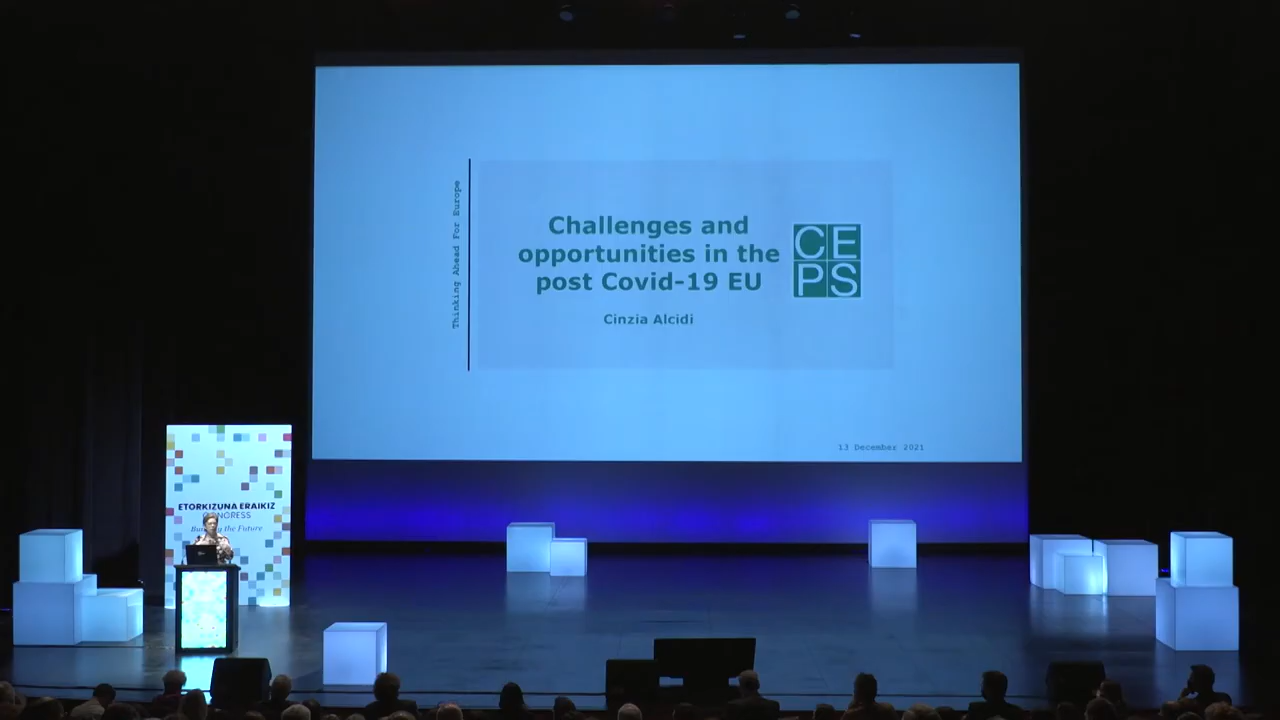 Thinking Ahead For Europe
Challenges and
opportunities in the
post Covid-19 EU
Cinzia Alcidi
CE
PS
13 December 2021
ETORKIZUNA ERAIKIZ
CONGRESS
the Future